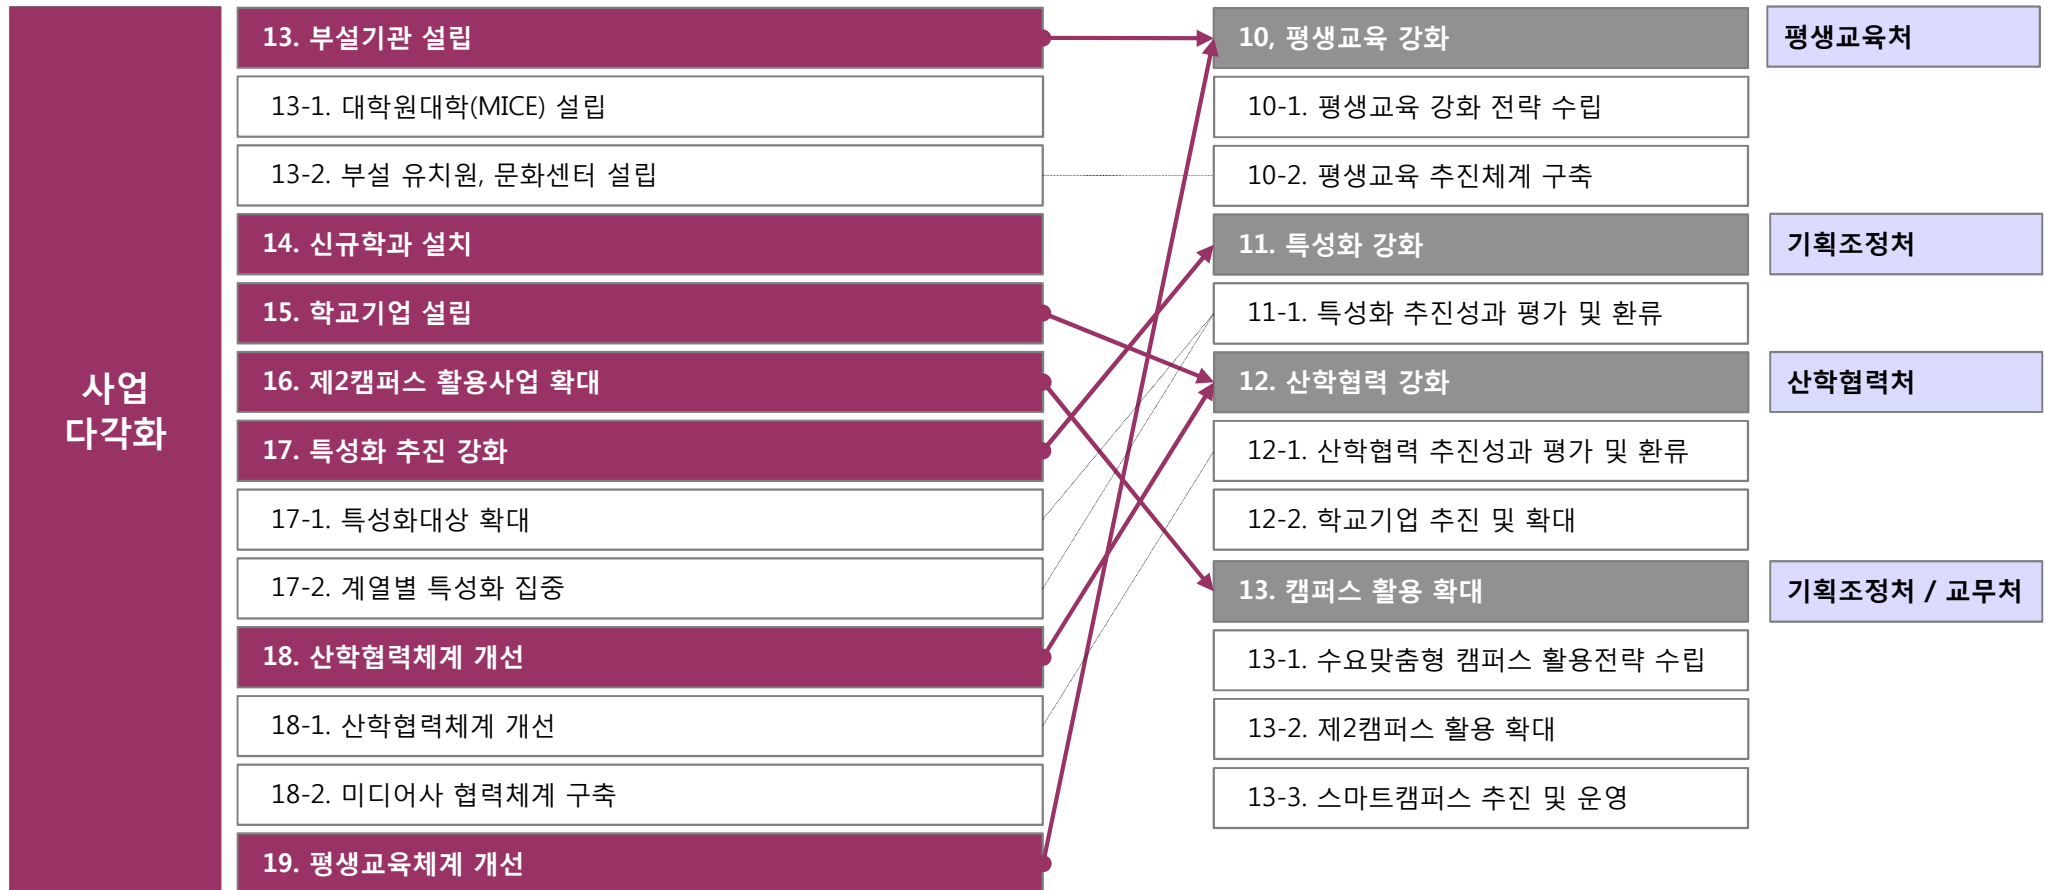 사업
다각화
13. 부설기관 설립
13-1. 대학원대학(MICE) 설립
13-2. 부설 유치원, 문화센터 설립
14. 신규학과 설치
15. 학교기업 설립
16. 제2캠퍼스 활용사업 확대
17. 특성화 추진 강화
17-1. 특성화대상 확대
17-2. 계열별 특성화 집중
18. 산학협력체계 개선
18-1. 산학협력체계 개선
18-2. 미디어사 협력체계 구축
19. 평생교육체계 개선
10, 평생교육 강화
10-1. 평생교육 강화 전략 수립
10-2. 평생교육 추진체계 구축
11. 특성화 강화
11-1. 특성화 추진성과 평가 및 환류
12. 산학협력 강화
12-1. 산학협력 추진성과 평가 및 환류
12-2. 학교기업 추진 및 확대
13. 캠퍼스 활용 확대
13-1. 수요맞춤형 캠퍼스 활용전략 수립
13-2. 제2캠퍼스 활용 확대
13-3. 스마트캠퍼스 추진 및 운영
평생교육처
기획조정처
산학협력처
기획조정처 / 교무처